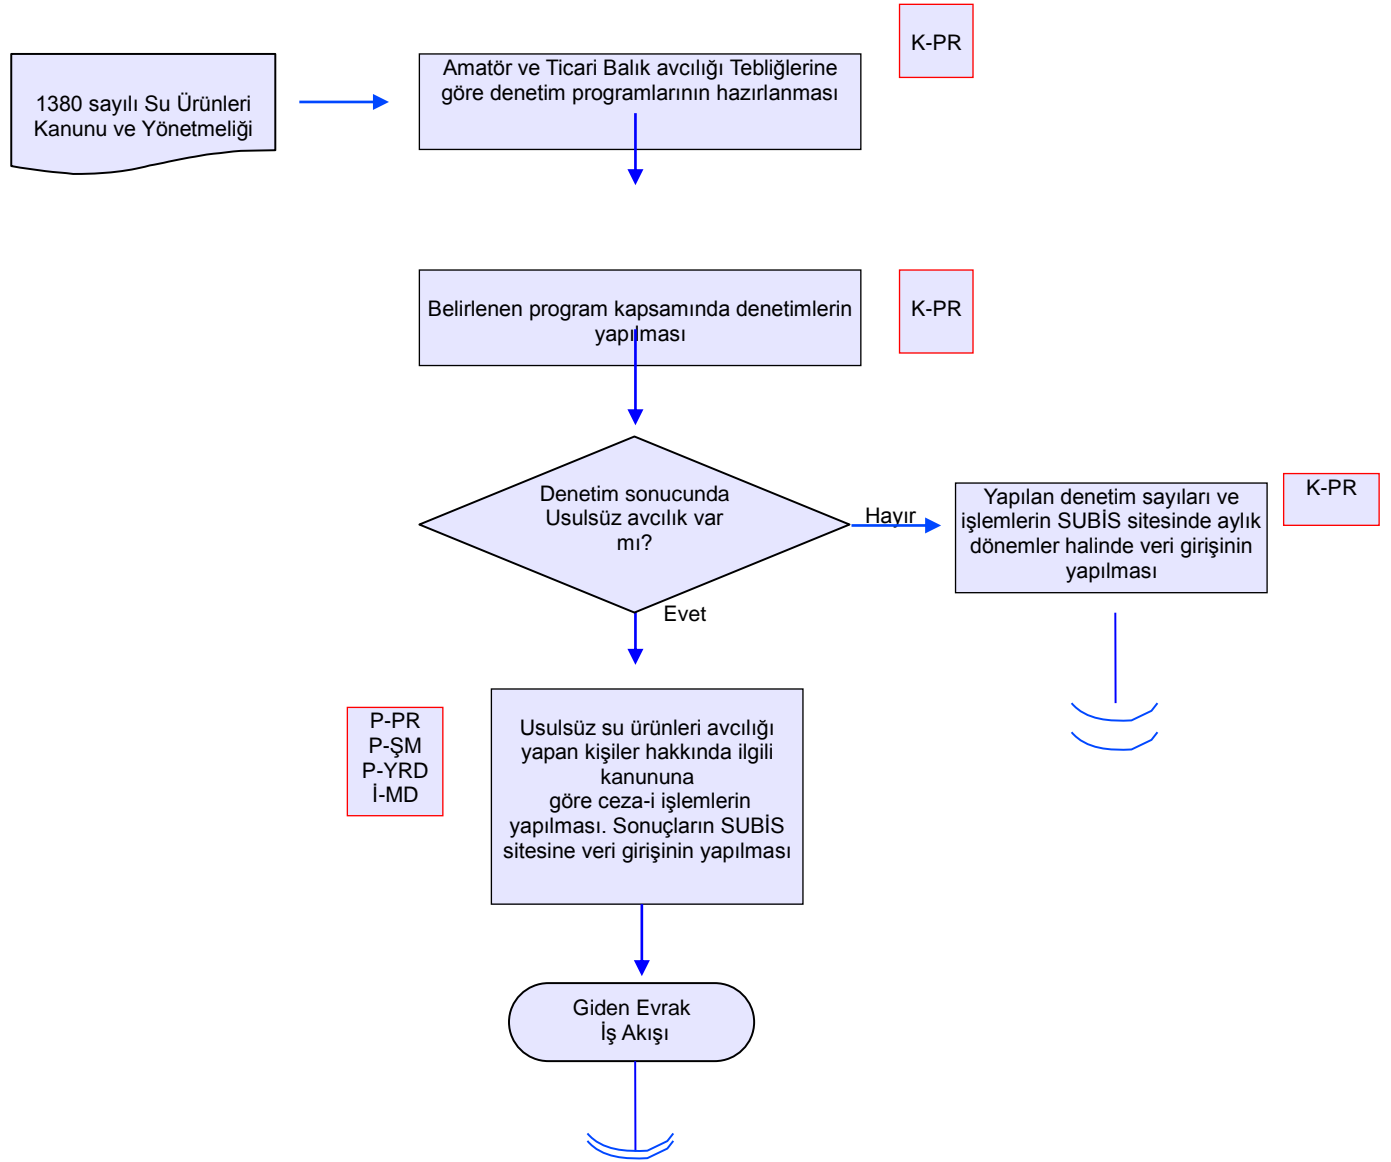 K-PR
1380 sayılı Su Ürünleri
Kanunu ve Yönetmeliği
Amatör ve Ticari Balık avcılığı Tebliğlerine
göre denetim programlarının hazırlanması
Belirlenen program kapsamında denetimlerin
yapılması
K-PR
Denetim sonucunda
Usulsüz avcılık var
mı?
Hayır
Yapılan denetim sayıları ve
işlemlerin SUBİS sitesinde aylık
dönemler halinde veri girişinin
yapılması
K-PR
Evet
P-PR
P-ŞM
P-YRD
İ-MD
Usulsüz su ürünleri avcılığı
yapan kişiler hakkında ilgili
kanununa
göre ceza-i işlemlerin
yapılması. Sonuçların SUBİS
sitesine veri girişinin yapılması
Giden Evrak
İş Akışı